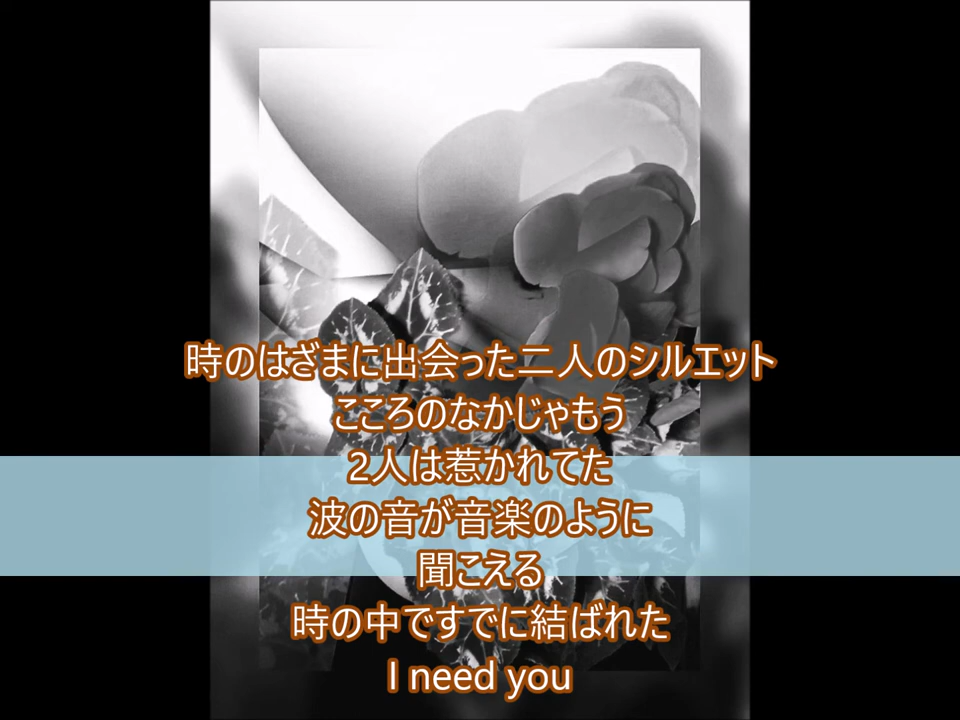 時のはざまに出会った二人のシルエット
こころのなかじゃもう
2人は惹かれてた
波の音が音楽のように
聞こえる
時の中ですでに結ばれた
I need you